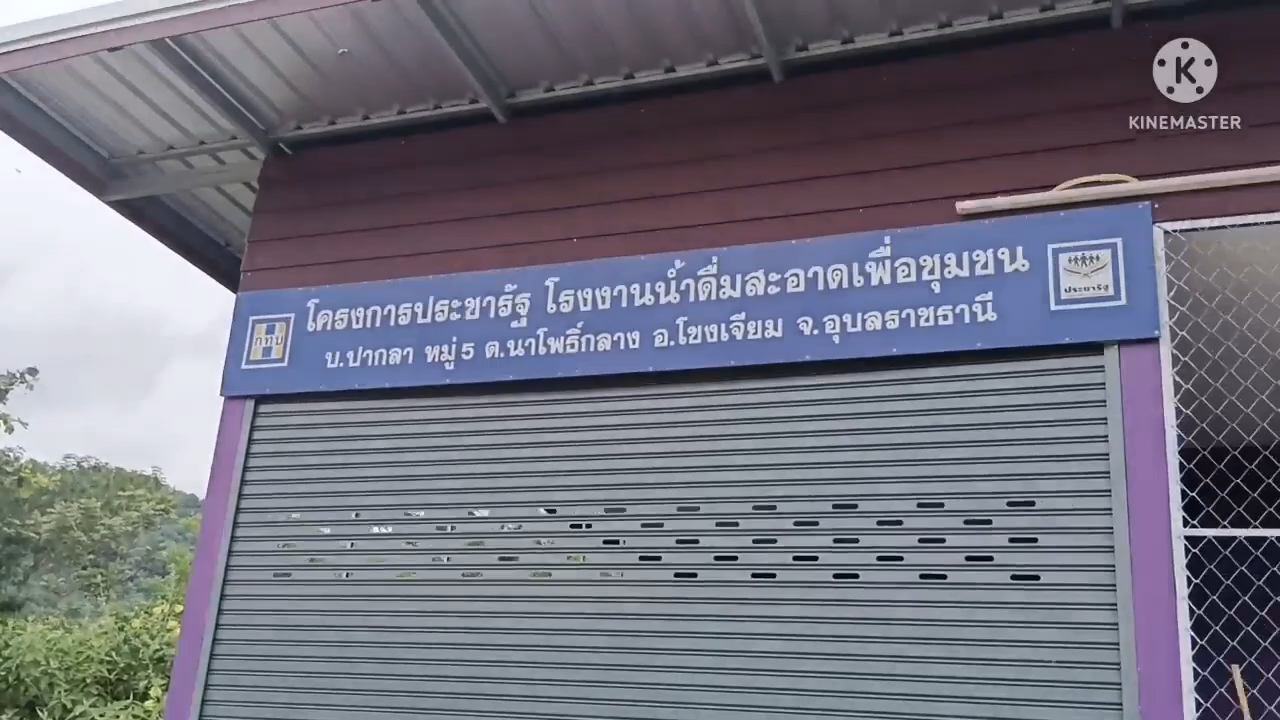 KINEMASTER
โครงการประชารัฐ โรงงานน้ำดื่มสะอาดเพื่อชุมชน
บ.ปากลา หมู่ 5 ต.นาโพธิ์กลาง อ.โขงเจียม จ.อุบลราชธานี
กทบ
ประชารัฐ